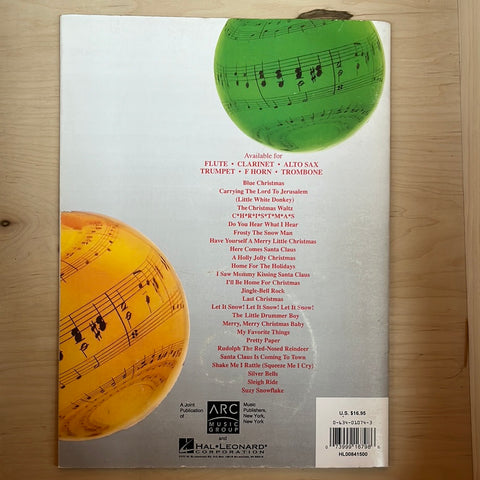 Available for
FLUTE • CLARINET • ALTO SAX
TRUMPET • F HORN • TROMBONE
Blue Christmas
Carrying The Lord To Jerusalem
(Little White Donkey)
The Christmas Waltz
C*H*R*I*S*T*M*A*S
Do You Hear What I Hear
Frosty The Snow Man
Have Yourself A Merry Little Christmas
Here Comes Santa Claus
A Holly Jolly Christmas
Home For The Holidays
I Saw Mommy Kissing Santa Claus
I'll Be Home For Christmas
Jingle-Bell Rock
Last Christmas
Let It Snow! Let It Snow! Let It Snow!
The Little Drummer Boy
Merry, Merry Christmas Baby
My Favorite Things
Pretty Paper
Rudolph The Red-Nosed Reindeer
Santa Claus Is Coming To Town
Shake Me I Rattle (Squeeze Me I Cry)
Silver Bells
Sleigh Ride
Suzy Snowflake
A Joint
Publication
of
ARC
MUSIC
GROUP
Music
Publishers,
New York,
New York
and
HAL•LEONARD
CORPORATION
U.S. $16.95
0-634-01074-3
HL00841500